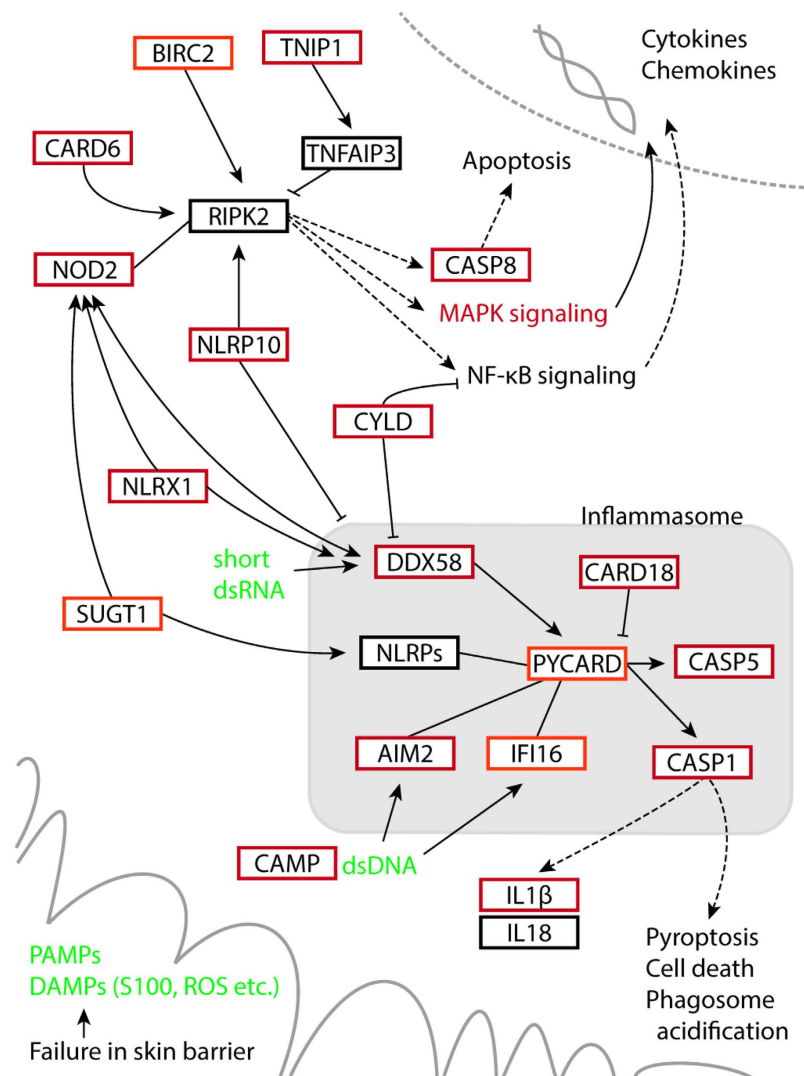 BIRC2
TNIP1
Cytokines
Chemokines
CARD6
TNFAIP3
Apoptosis
RIPK2
NOD2
CASP8
MAPK signaling
NLRP10
NF-κB signaling
CYLD
NLRX1
Inflammasome
short
dsRNA
DDX58
CARD18
SUGT1
NLRPs
PYCARD
CASP5
AIM2
IFI16
CASP1
CAMP
dsDNA
IL1β
IL18
PAMPs
DAMPs (S100, ROS etc.)
Failure in skin barrier
Pyroptosis
Cell death
Phagosome
acidification